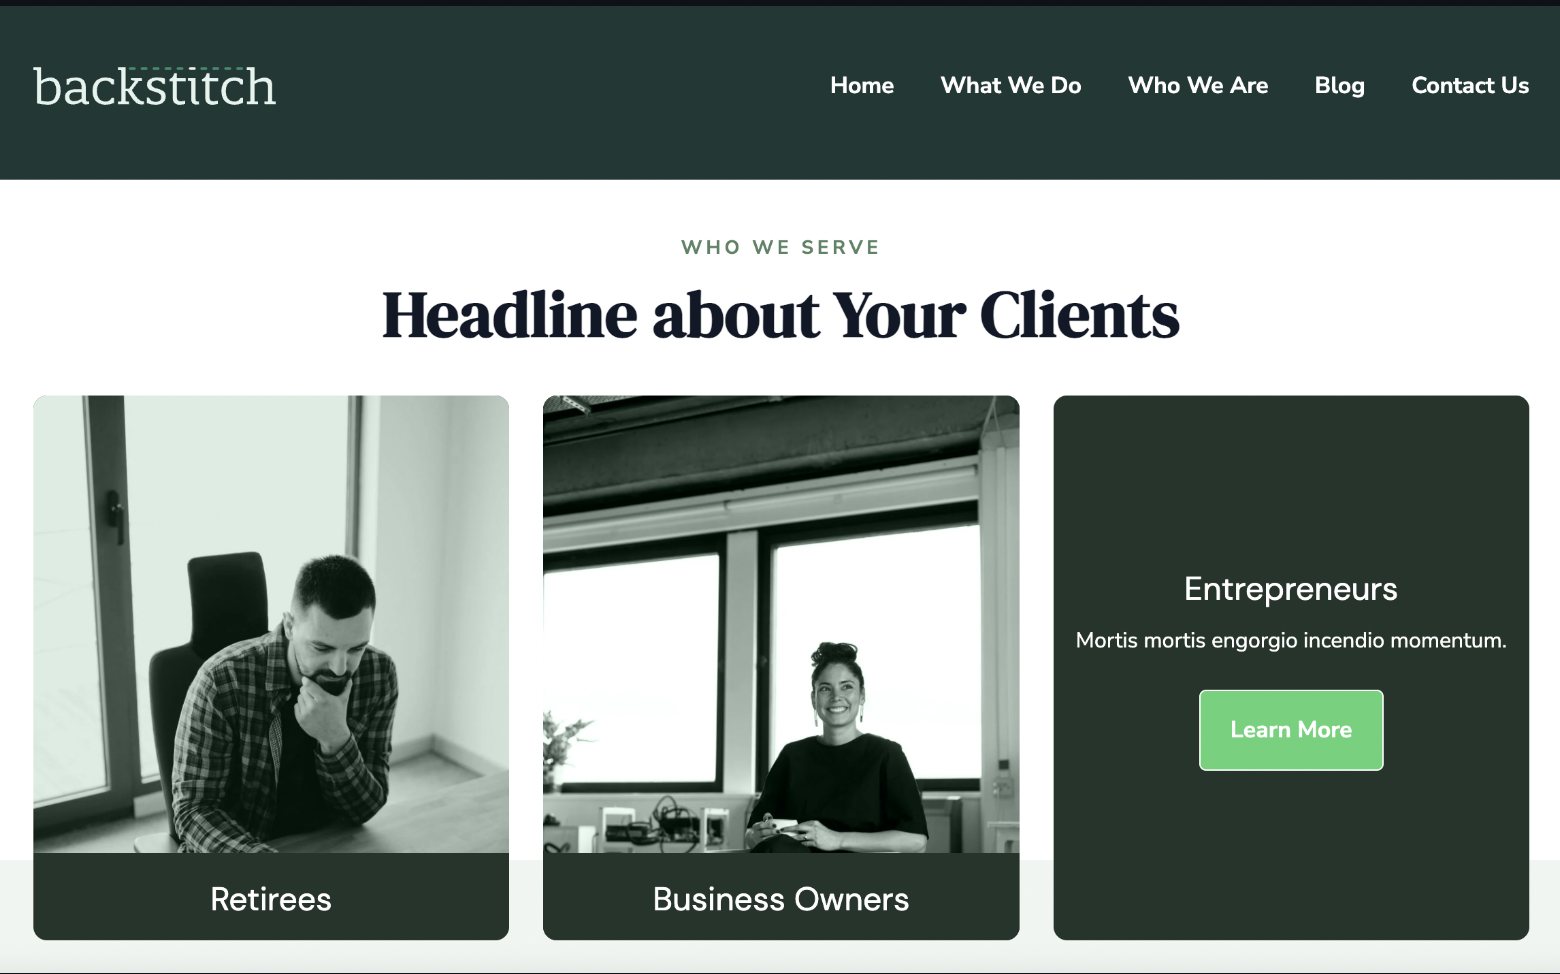 backstitch
Home What We Do Who We Are Blog Contact Us
WHO WE SERVE
Headline about Your Clients
Retirees
Business Owners
Entrepreneurs
Mortis mortis engorgio incendio momentum.
Learn More